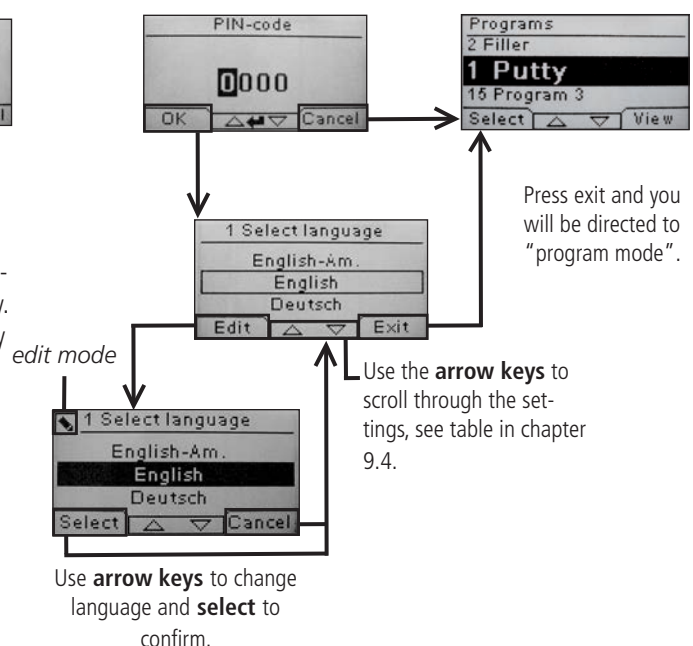 PIN-code
0000
OK
Cancel
Programs
2 Filler
1 Putty
15 Program 3
Select
View
Press exit and you
will be directed to
“program mode”.
1 Select language
English-Am.
English
Deutsch
Edit
Exit
edit mode
Use the arrow keys to
scroll through the set-
tings, see table in chapter
9.4.
1 Select language
English-Am.
English
Deutsch
Select
Cancel
Use arrow keys to change
language and select to
confirm.